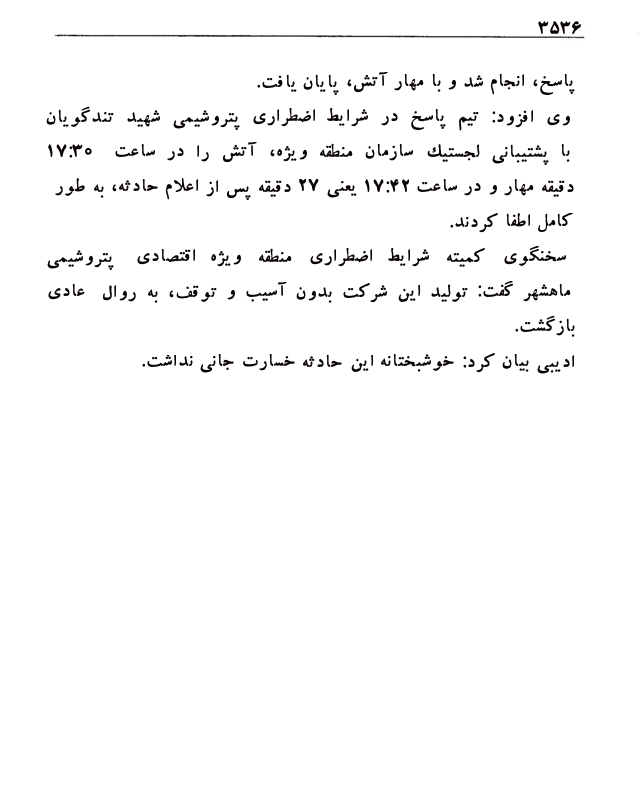 ۳۵۳۶
پاسخ، انجام شد و با مهار آتش، پایان یافت.
وی افزود: تیم پاسخ در شرایط اضطراری پتروشیمی شهید تندگویان
با پشتیبانی لجستیك سازمان منطقه ویژه، آتش را در ساعت ۱۷:۳۰
دقیقه مهار و در ساعت ۱۷:۴۲ یعنی ۲۷ دقیقه پس از اعلام حادثه، به طور
کامل اطفا کردند.
سخنگوی کمیته شرایط اضطراری منطقه ویژه اقتصادی پتروشیمی
ماهشهر گفت: تولید این شرکت بدون آسیب و توقف، به روال عادی
بازگشت.
ادیبی بیان کرد: خوشبختانه این حادثه خسارت جانی نداشت.